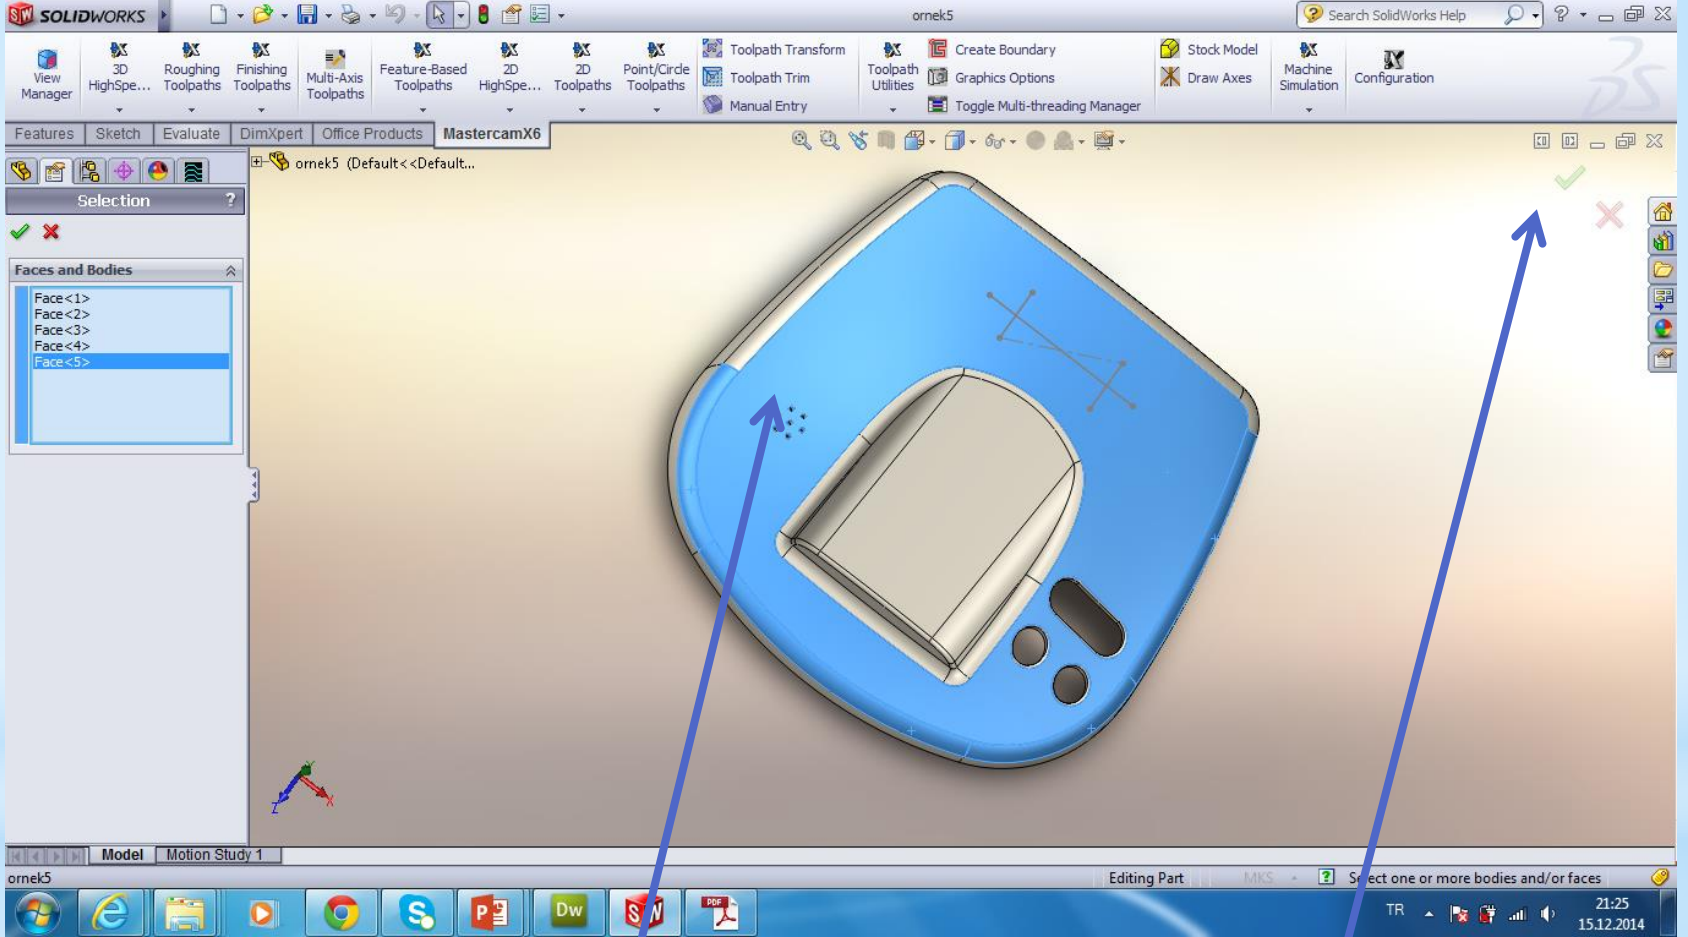 SOLIDWORKS
ornek5
Search SolidWorks Help
View Manager
3D HighSpe...
Roughing Toolpaths
Finishing Toolpaths
Multi-Axis Toolpaths
Feature-Based Toolpaths
2D HighSpe...
2D Toolpaths
Point/Circle Toolpaths
Toolpath Transform
Toolpath Trim
Manual Entry
Toolpath Utilities
Create Boundary
Graphics Options
Toggle Multi-threading Manager
Stock Model
Draw Axes
Machine Simulation
Configuration
Features Sketch Evaluate DimXpert Office Products MastercamX6
ornek5 (Default<<Default...
Selection ?
Faces and Bodies
Face<1>
Face<2>
Face<3>
Face<4>
Face<5>
Y
X
Z
Model Motion Study 1
ornek5
Editing Part MKS Select one or more bodies and/or faces
Dw
PDF
TR
21:25
15.12.2014